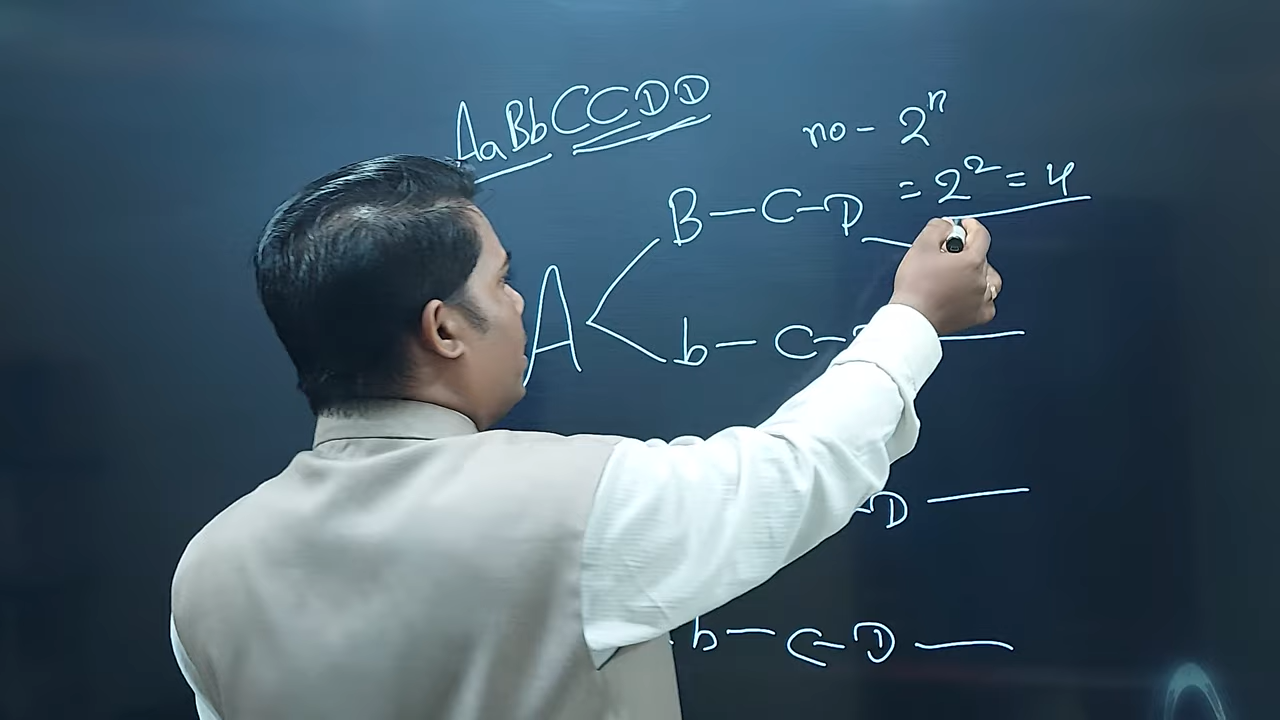 AaBbCCDD
no - 2ⁿ
= 2² = 4
B — C - D
A
b — C -
D
b — C - D